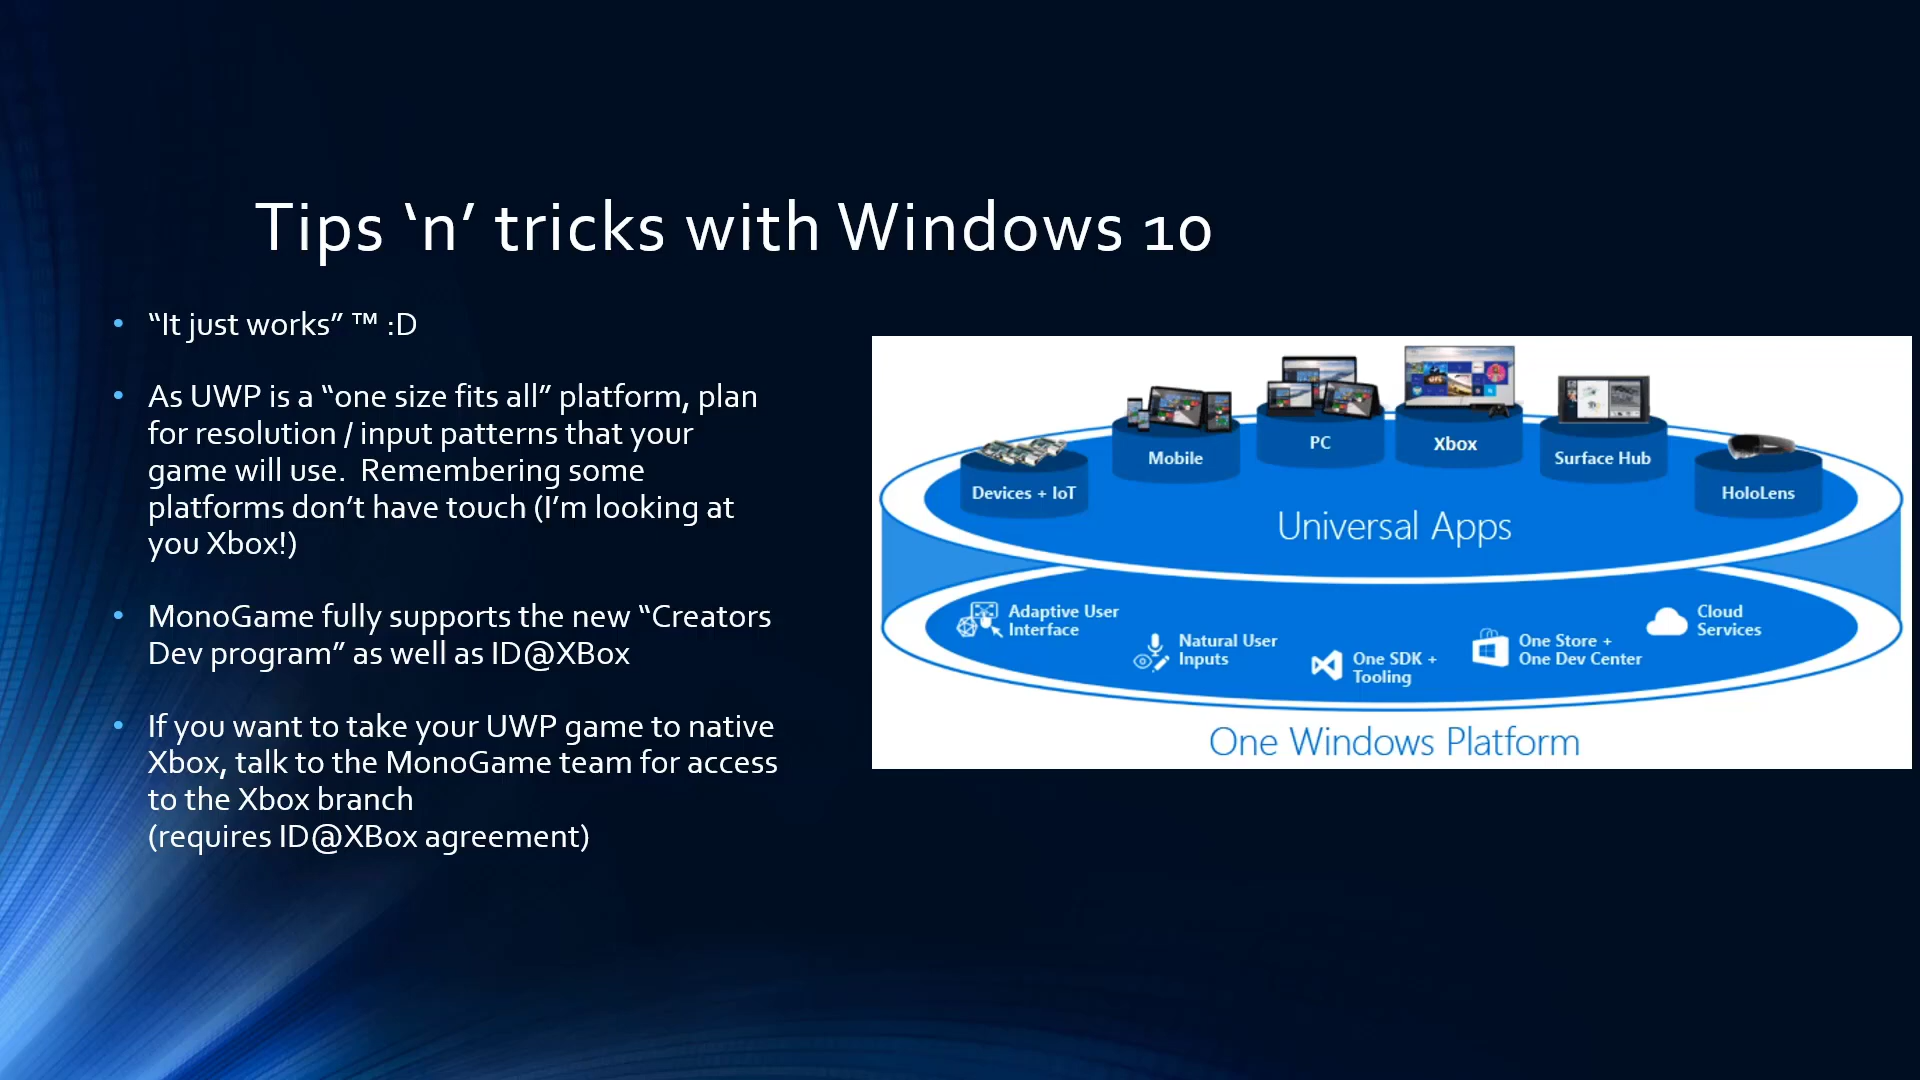 Tips ‘n’ tricks with Windows 10
• “It just works” ™ :D
• As UWP is a “one size fits all” platform, plan
for resolution / input patterns that your
game will use.  Remembering some
platforms don’t have touch (I’m looking at
you Xbox!)
• MonoGame fully supports the new “Creators
Dev program” as well as ID@XBox
• If you want to take your UWP game to native
Xbox, talk to the MonoGame team for access
to the Xbox branch
(requires ID@XBox agreement)
Devices + IoT
Mobile
PC
Xbox
Surface Hub
HoloLens
Universal Apps
Adaptive User
Interface
Natural User
Inputs
One SDK +
Tooling
One Store +
One Dev Center
Cloud
Services
One Windows Platform